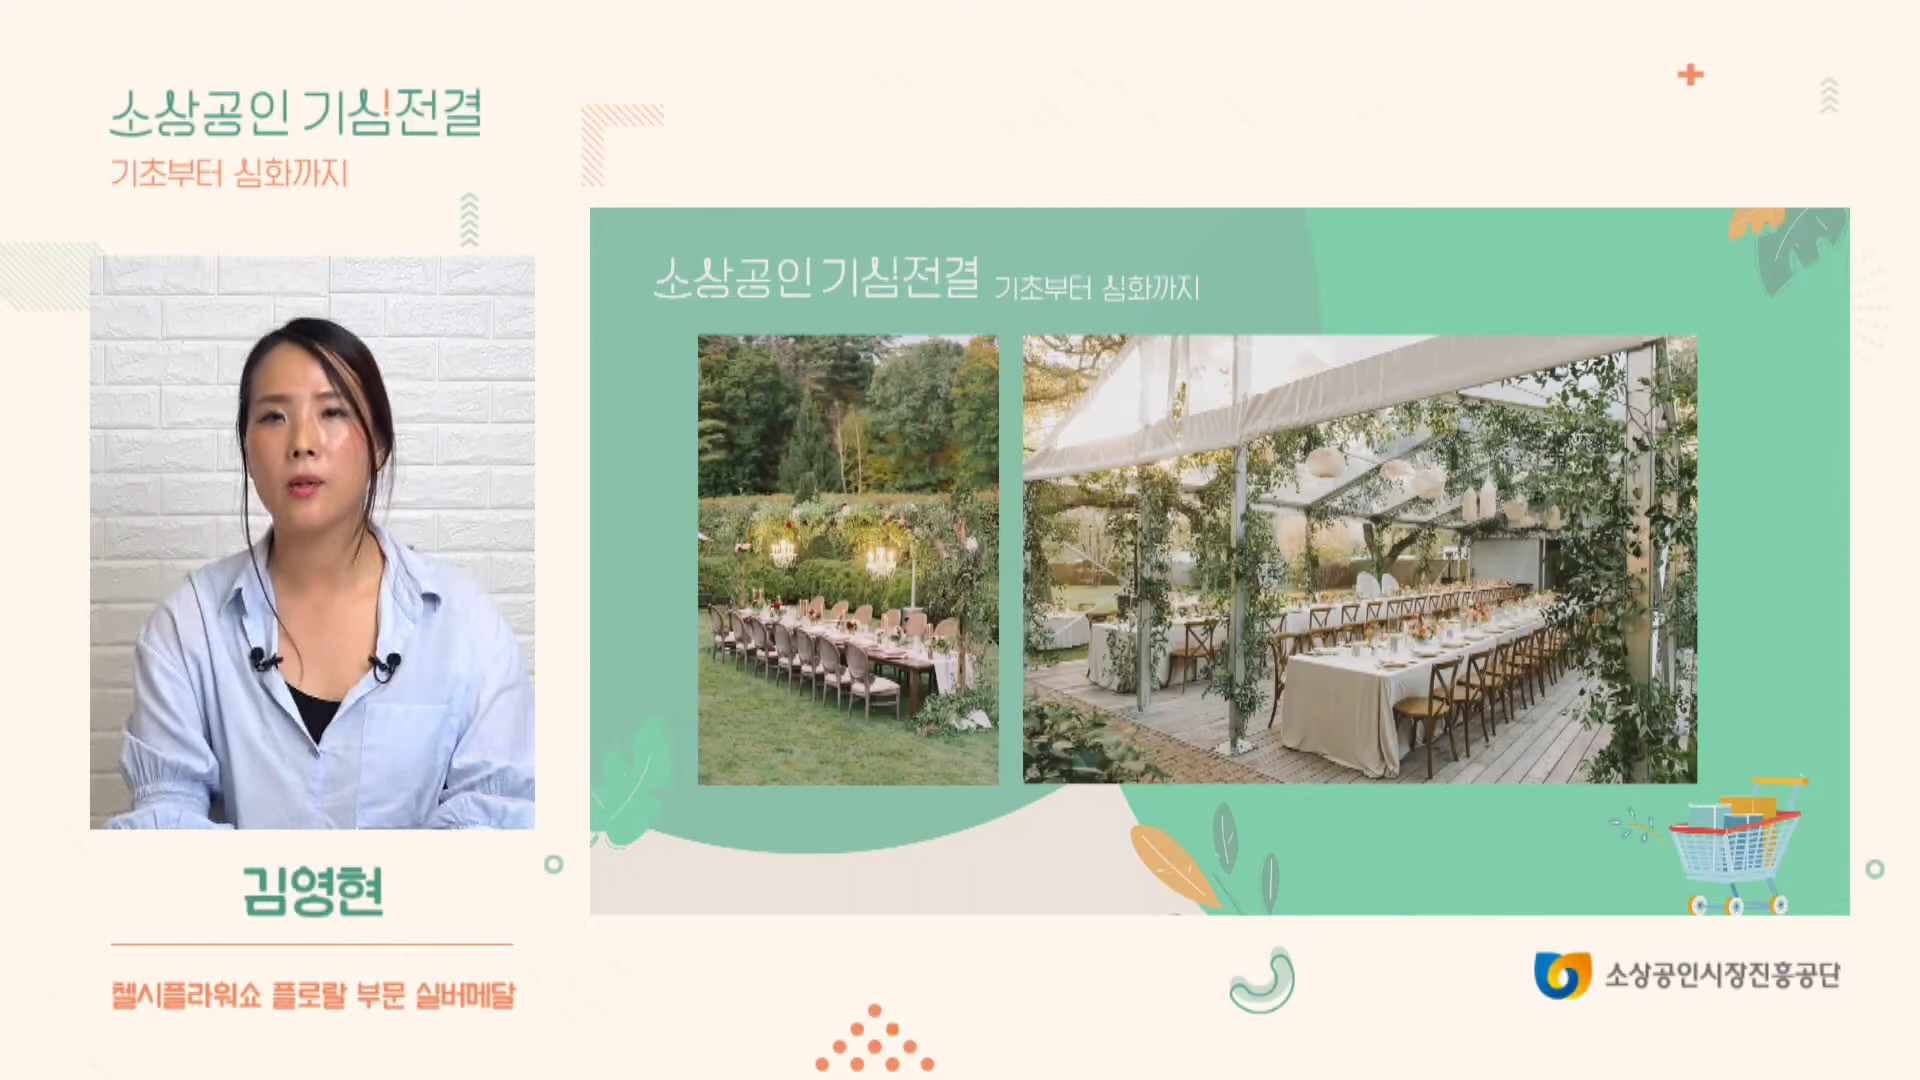 소상공인 기심전결
기초부터 심화까지
소상공인 기심전결 기초부터 심화까지
김영현
첼시플라워쇼 플로랄 부문 실버메달
소상공인시장진흥공단